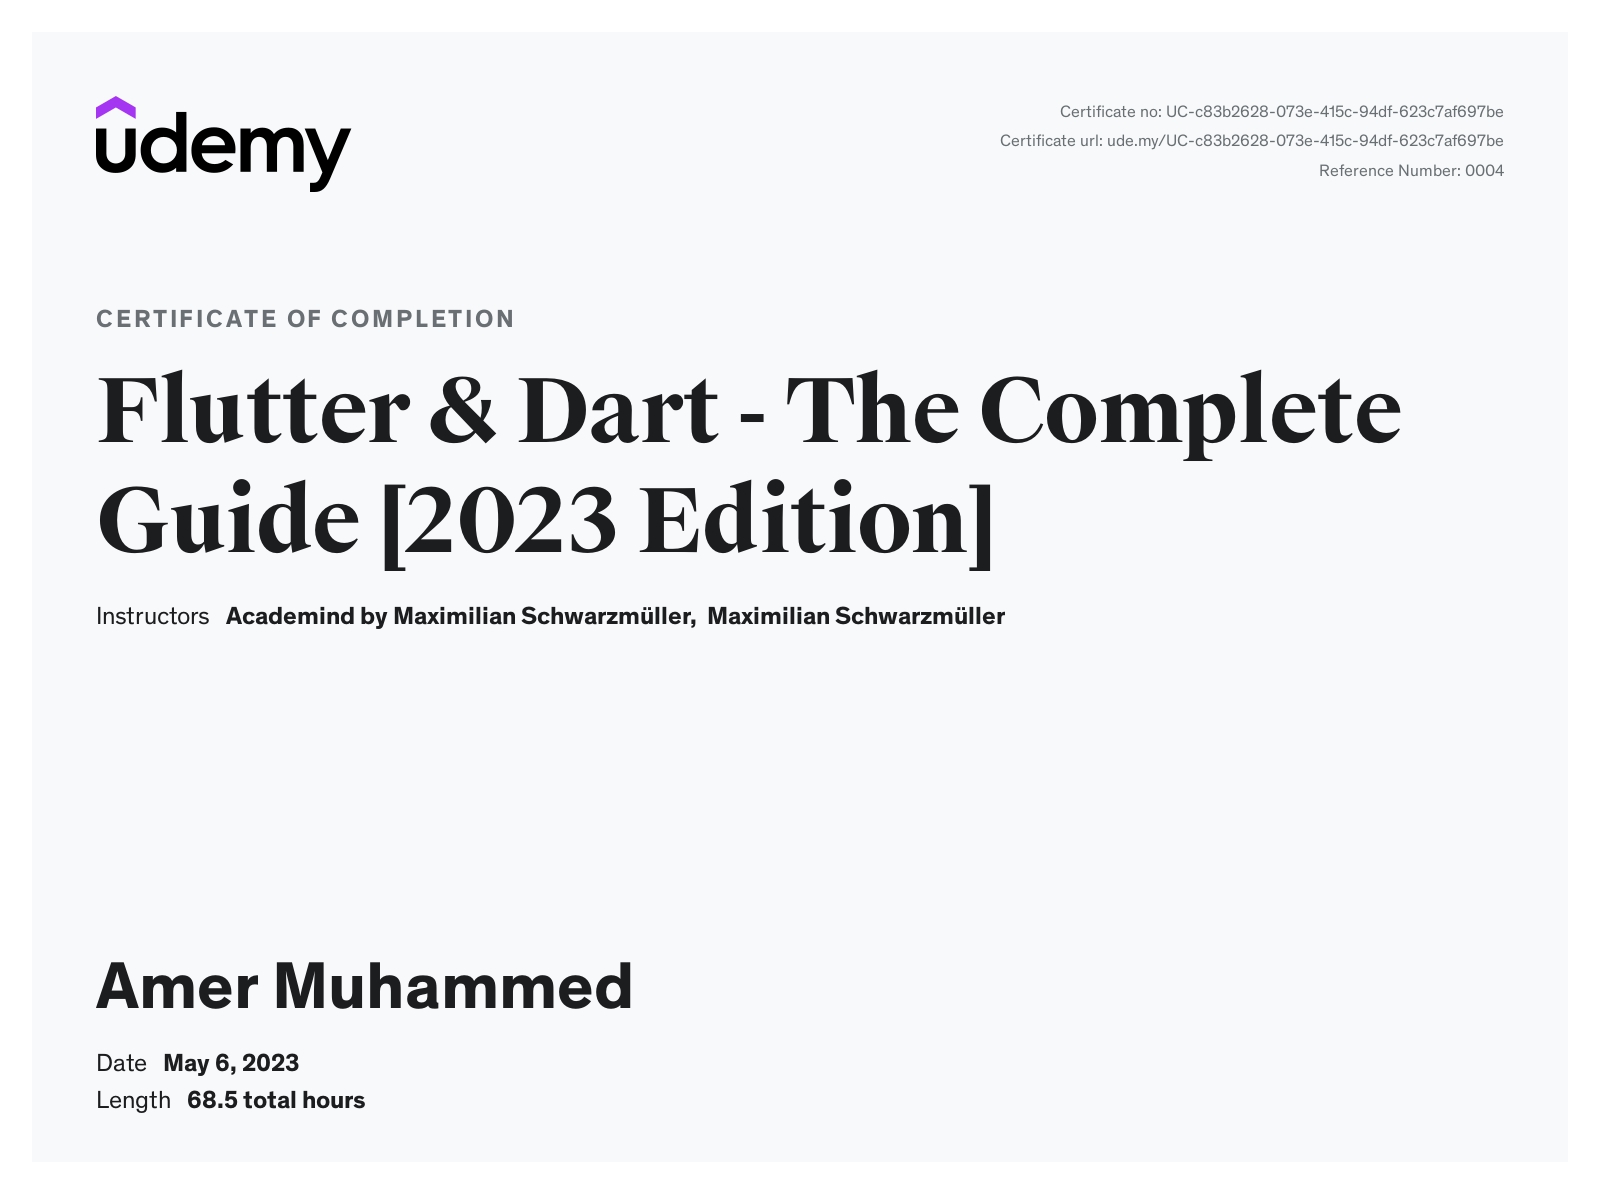 udemy
Certificate no: UC-c83b2628-073e-415c-94df-623c7af697be
Certificate url: ude.my/UC-c83b2628-073e-415c-94df-623c7af697be
Reference Number: 0004
CERTIFICATE OF COMPLETION
Flutter & Dart - The Complete
Guide [2023 Edition]
Instructors Academind by Maximilian Schwarzmüller, Maximilian Schwarzmüller
Amer Muhammed
Date May 6, 2023
Length 68.5 total hours